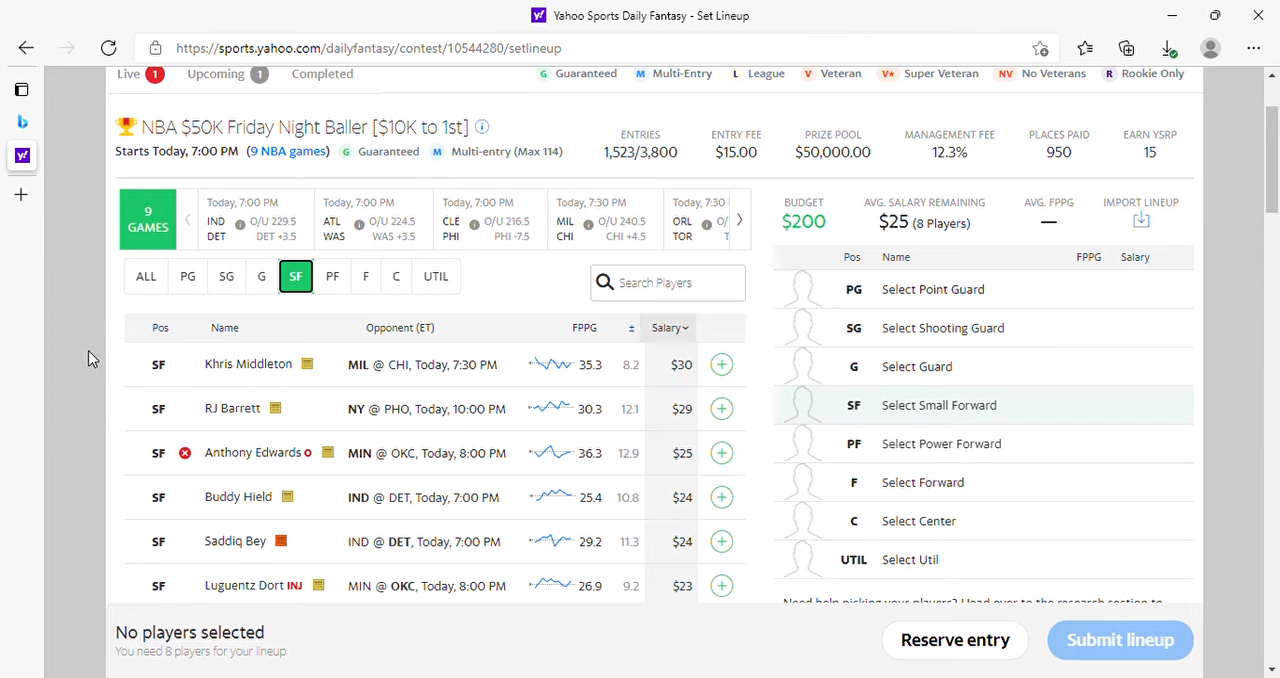 Yahoo Sports Daily Fantasy - Set Lineup
https://sports.yahoo.com/dailyfantasy/contest/10544280/setlineup
Live 1 Upcoming 1 Completed
G Guaranteed M Multi-Entry L League V Veteran V★ Super Veteran NV No Veterans R Rookie Only
NBA $50K Friday Night Baller [$10K to 1st]
Starts Today, 7:00 PM (9 NBA games) G Guaranteed M Multi-entry (Max 114)
ENTRIES ENTRY FEE PRIZE POOL MANAGEMENT FEE PLACES PAID EARN YSRP
1,523/3,800 $15.00 $50,000.00 12.3% 950 15
9 GAMES
Today, 7:00 PM
IND O/U 229.5
DET DET +3.5
Today, 7:00 PM
ATL O/U 224.5
WAS WAS +3.5
Today, 7:00 PM
CLE O/U 216.5
PHI PHI -7.5
Today, 7:30 PM
MIL O/U 240.5
CHI CHI +4.5
Today, 7:30
ORL O/
TOR T
ALL PG SG G SF PF F C UTIL
Search Players
Pos Name Opponent (ET) FPPG ± Salary
SF Khris Middleton MIL @ CHI, Today, 7:30 PM 35.3 8.2 $30
SF RJ Barrett NY @ PHO, Today, 10:00 PM 30.3 12.1 $29
SF Anthony Edwards O MIN @ OKC, Today, 8:00 PM 36.3 12.9 $25
SF Buddy Hield IND @ DET, Today, 7:00 PM 25.4 10.8 $24
SF Saddiq Bey IND @ DET, Today, 7:00 PM 29.2 11.3 $24
SF Luguentz Dort INJ MIN @ OKC, Today, 8:00 PM 26.9 9.2 $23
BUDGET AVG. SALARY REMAINING AVG. FPPG IMPORT LINEUP
$200 $25 (8 Players) —
Pos Name FPPG Salary
PG Select Point Guard
SG Select Shooting Guard
G Select Guard
SF Select Small Forward
PF Select Power Forward
F Select Forward
C Select Center
UTIL Select Util
Need help picking your players? Head over to the research section to
No players selected
You need 8 players for your lineup
Reserve entry Submit lineup